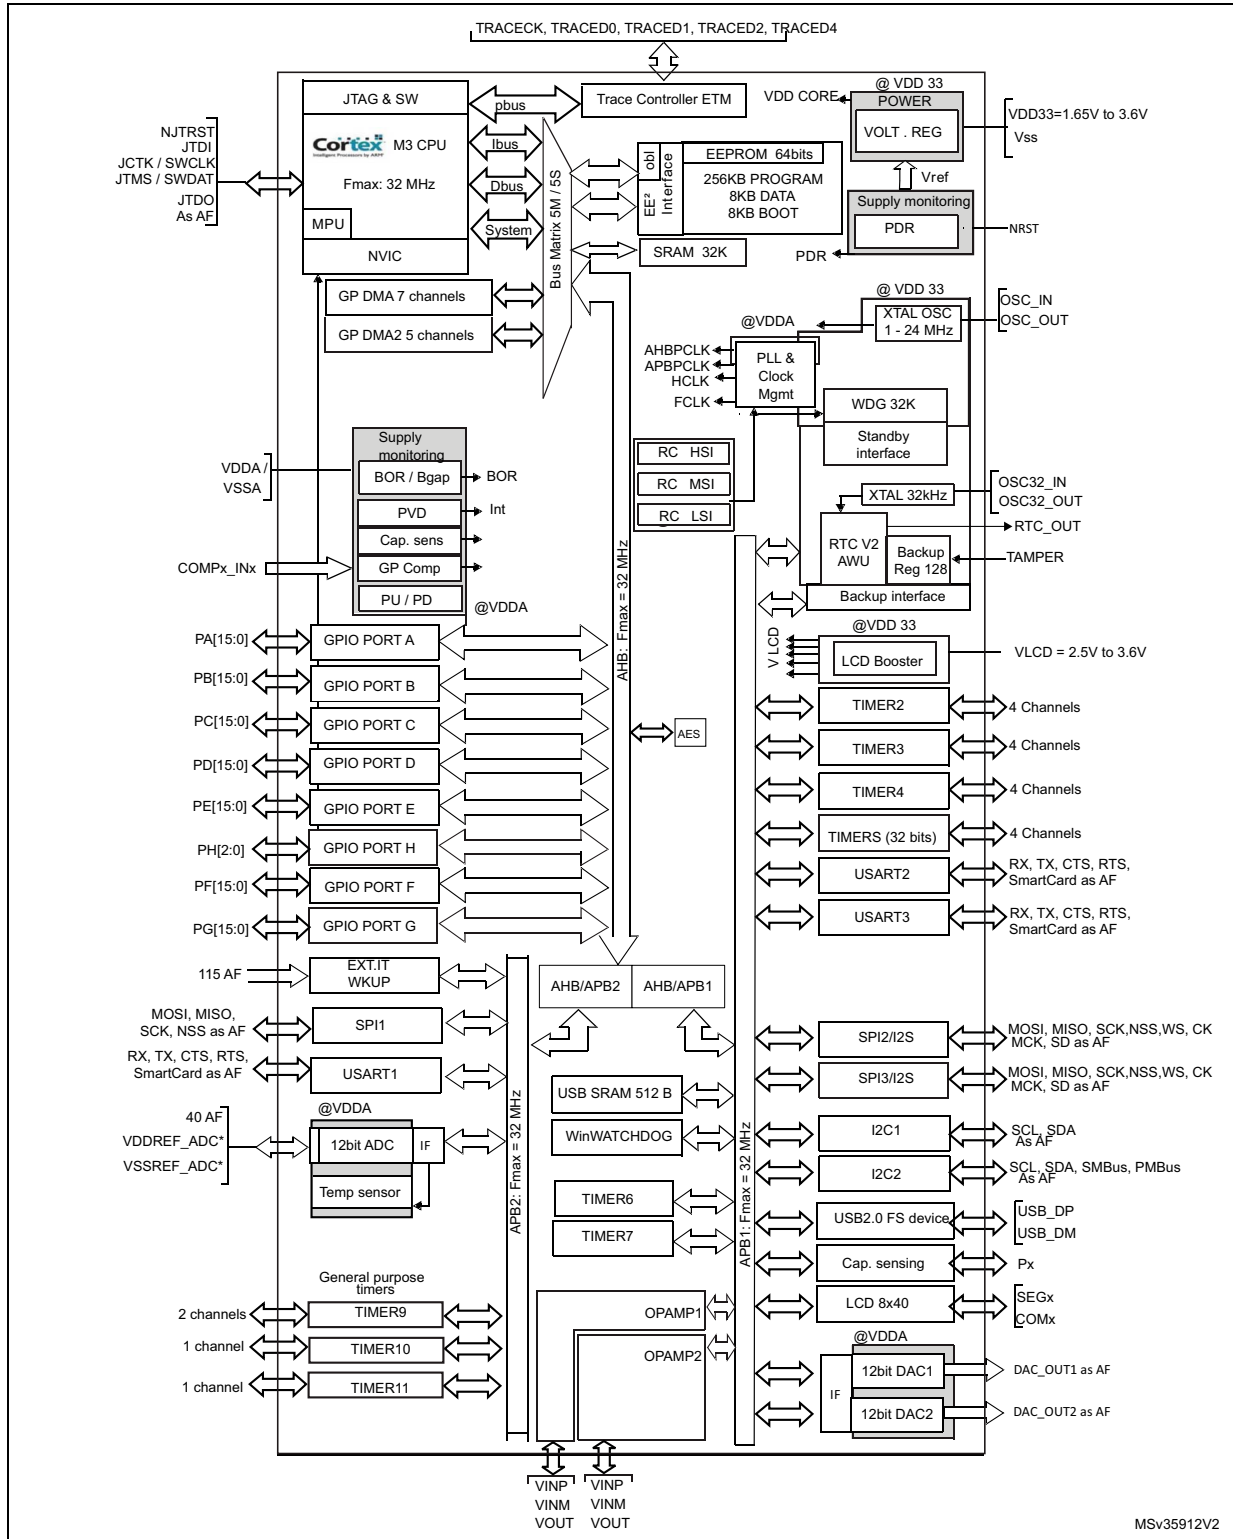 TRACECK, TRACED0, TRACED1, TRACED2, TRACED4
JTAG & SW
pbus
Trace Controller ETM
VDD CORE
@ VDD 33
POWER
VOLT . REG
VDD33=1.65V to 3.6V
Vss
NJTRST
JTDI
JCTK / SWCLK
JTMS / SWDAT
JTDO
As AF
Cortex
Intelligent Processors by ARM
M3 CPU
Fmax: 32 MHz
MPU
NVIC
Ibus
Dbus
System
Bus Matrix 5M / 5S
obl
EE² Interface
EEPROM 64bits
256KB PROGRAM
8KB DATA
8KB BOOT
SRAM 32K
Vref
Supply monitoring
PDR
PDR
NRST
GP DMA 7 channels
GP DMA2 5 channels
@ VDD 33
XTAL OSC
1 - 24 MHz
OSC_IN
OSC_OUT
@VDDA
AHBPCLK
APBPCLK
HCLK
FCLK
PLL &
Clock
Mgmt
WDG 32K
Standby
interface
RC HSI
RC MSI
RC LSI
XTAL 32kHz
OSC32_IN
OSC32_OUT
RTC_OUT
RTC V2
AWU
Backup
Reg 128
TAMPER
Backup interface
Supply
monitoring
VDDA /
VSSA
BOR / Bgap
BOR
PVD
Int
Cap. sens
COMPx_INx
GP Comp
PU / PD
@VDDA
AHB: Fmax = 32 MHz
@VDD 33
V LCD
LCD Booster
VLCD = 2.5V to 3.6V
PA[15:0]
GPIO PORT A
PB[15:0]
GPIO PORT B
PC[15:0]
GPIO PORT C
PD[15:0]
GPIO PORT D
PE[15:0]
GPIO PORT E
PH[2:0]
GPIO PORT H
PF[15:0]
GPIO PORT F
PG[15:0]
GPIO PORT G
AES
TIMER2
4 Channels
TIMER3
4 Channels
TIMER4
4 Channels
TIMERS (32 bits)
4 Channels
USART2
RX, TX, CTS, RTS,
SmartCard as AF
USART3
RX, TX, CTS, RTS,
SmartCard as AF
115 AF
EXT.IT
WKUP
AHB/APB2
AHB/APB1
MOSI, MISO,
SCK, NSS as AF
SPI1
RX, TX, CTS, RTS,
SmartCard as AF
USART1
APB2: Fmax = 32 MHz
APB1: Fmax = 32 MHz
SPI2/I2S
MOSI, MISO, SCK,NSS,WS, CK
MCK, SD as AF
SPI3/I2S
MOSI, MISO, SCK,NSS,WS, CK
MCK, SD as AF
USB SRAM 512 B
WinWATCHDOG
@VDDA
40 AF
VDDREF_ADC*
VSSREF_ADC*
12bit ADC
IF
Temp sensor
I2C1
SCL, SDA
As AF
I2C2
SCL, SDA, SMBus, PMBus
As AF
TIMER6
TIMER7
USB2.0 FS device
USB_DP
USB_DM
Cap. sensing
Px
LCD 8x40
SEGx
COMx
General purpose
timers
2 channels
TIMER9
1 channel
TIMER10
1 channel
TIMER11
OPAMP1
OPAMP2
@VDDA
IF
12bit DAC1
DAC_OUT1 as AF
12bit DAC2
DAC_OUT2 as AF
VINP
VINM
VOUT
VINP
VINM
VOUT
MSv35912V2